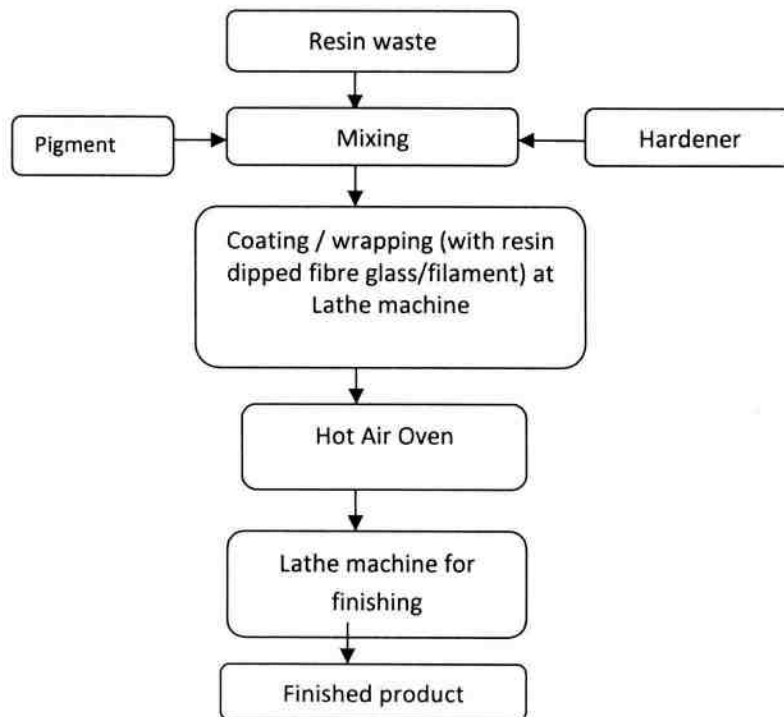 Resin waste
Pigment
Mixing
Hardener
Coating / wrapping (with resin
dipped fibre glass/filament) at
Lathe machine
Hot Air Oven
Lathe machine for
finishing
Finished product